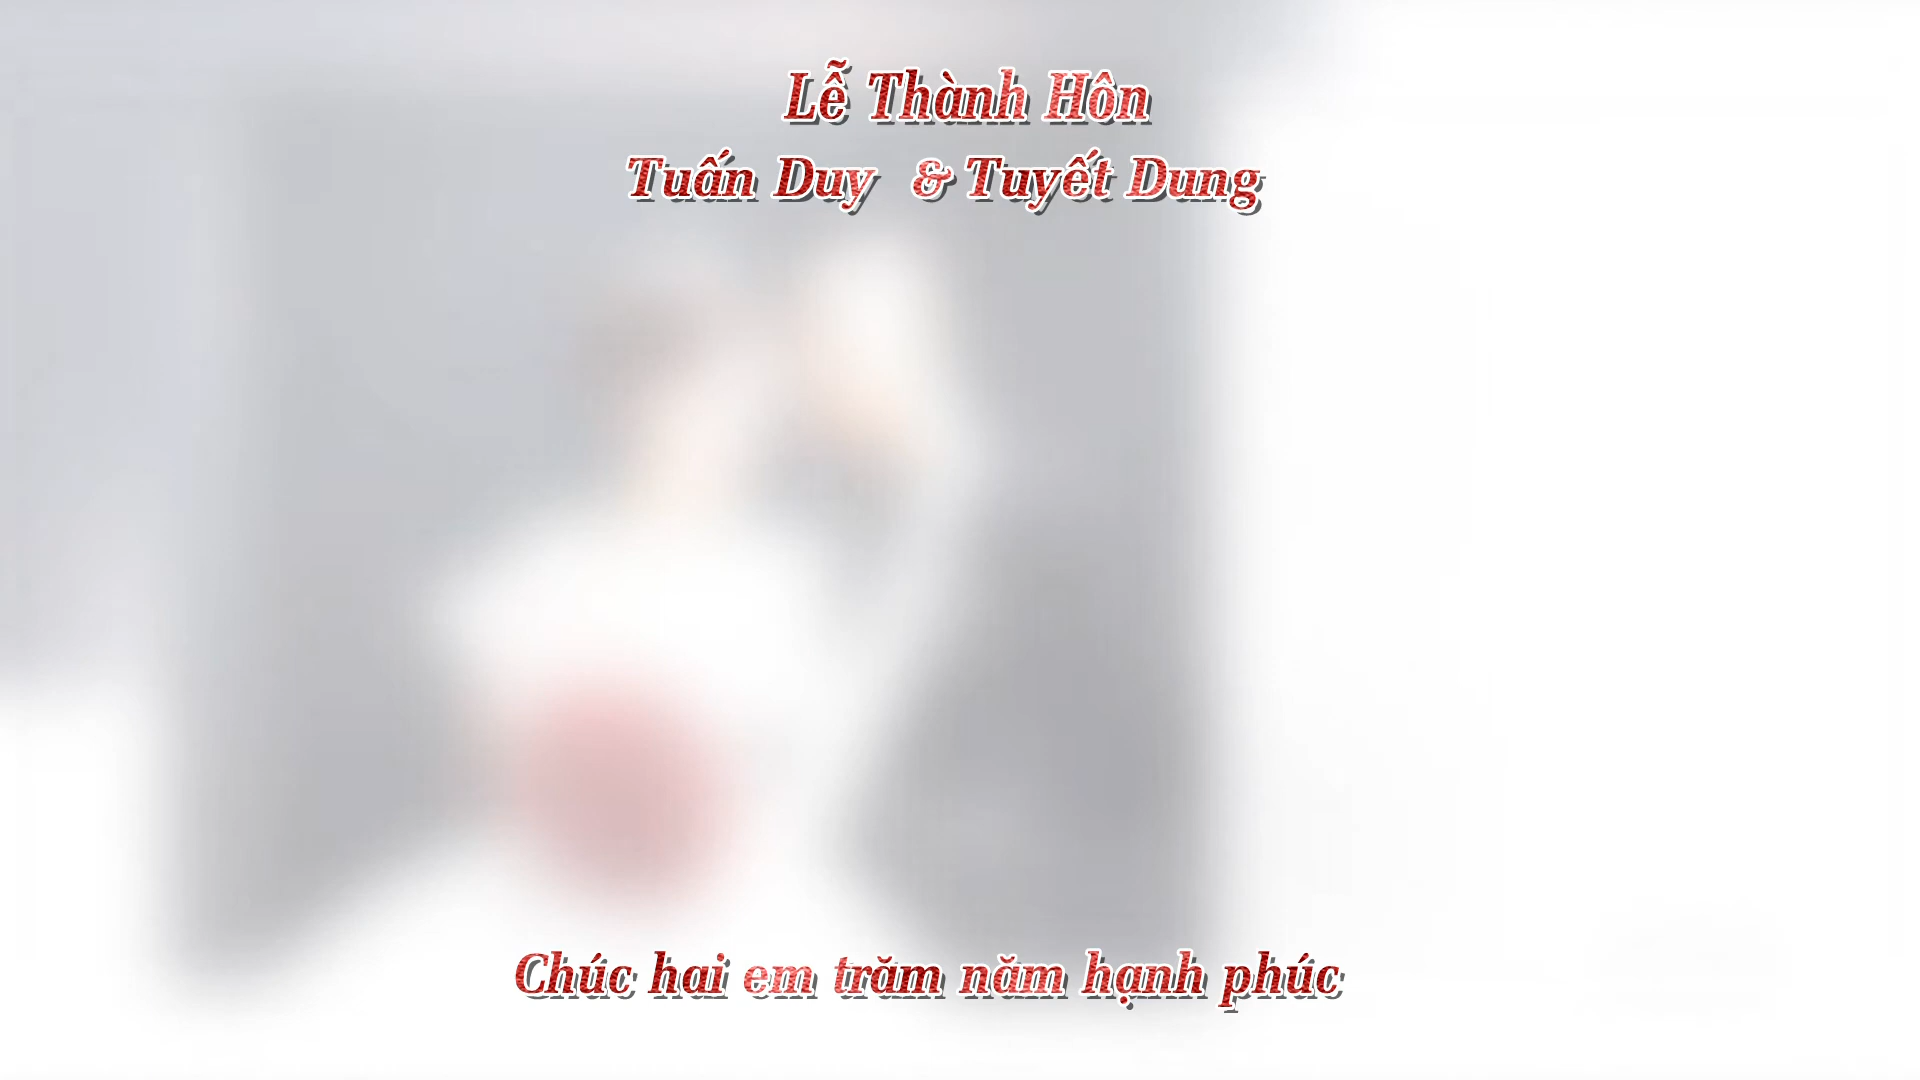 Lễ Thành Hôn
Tuấn Duy & Tuyết Dung
Chúc hai em trăm năm hạnh phúc